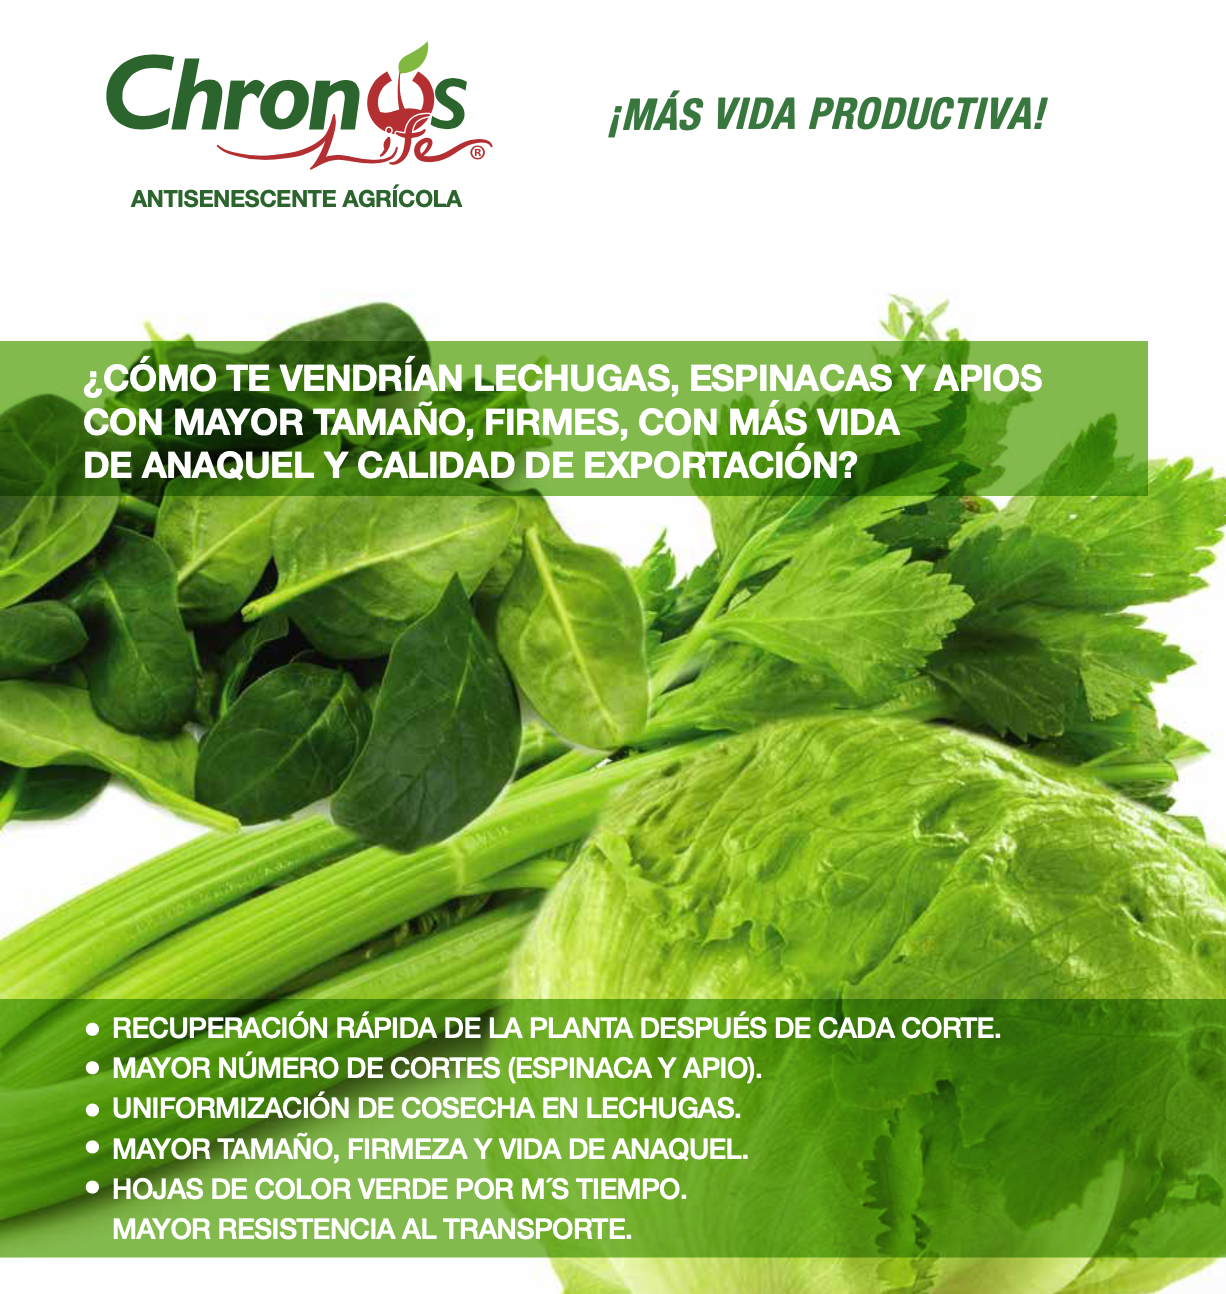 Chronos
Life ®
ANTISENESCENTE AGRÍCOLA
¡MÁS VIDA PRODUCTIVA!
¿CÓMO TE VENDRÍAN LECHUGAS, ESPINACAS Y APIOS
CON MAYOR TAMAÑO, FIRMES, CON MÁS VIDA
DE ANAQUEL Y CALIDAD DE EXPORTACIÓN?
• RECUPERACIÓN RÁPIDA DE LA PLANTA DESPUÉS DE CADA CORTE.
• MAYOR NÚMERO DE CORTES (ESPINACA Y APIO).
• UNIFORMIZACIÓN DE COSECHA EN LECHUGAS.
• MAYOR TAMAÑO, FIRMEZA Y VIDA DE ANAQUEL.
• HOJAS DE COLOR VERDE POR M´S TIEMPO.
MAYOR RESISTENCIA AL TRANSPORTE.